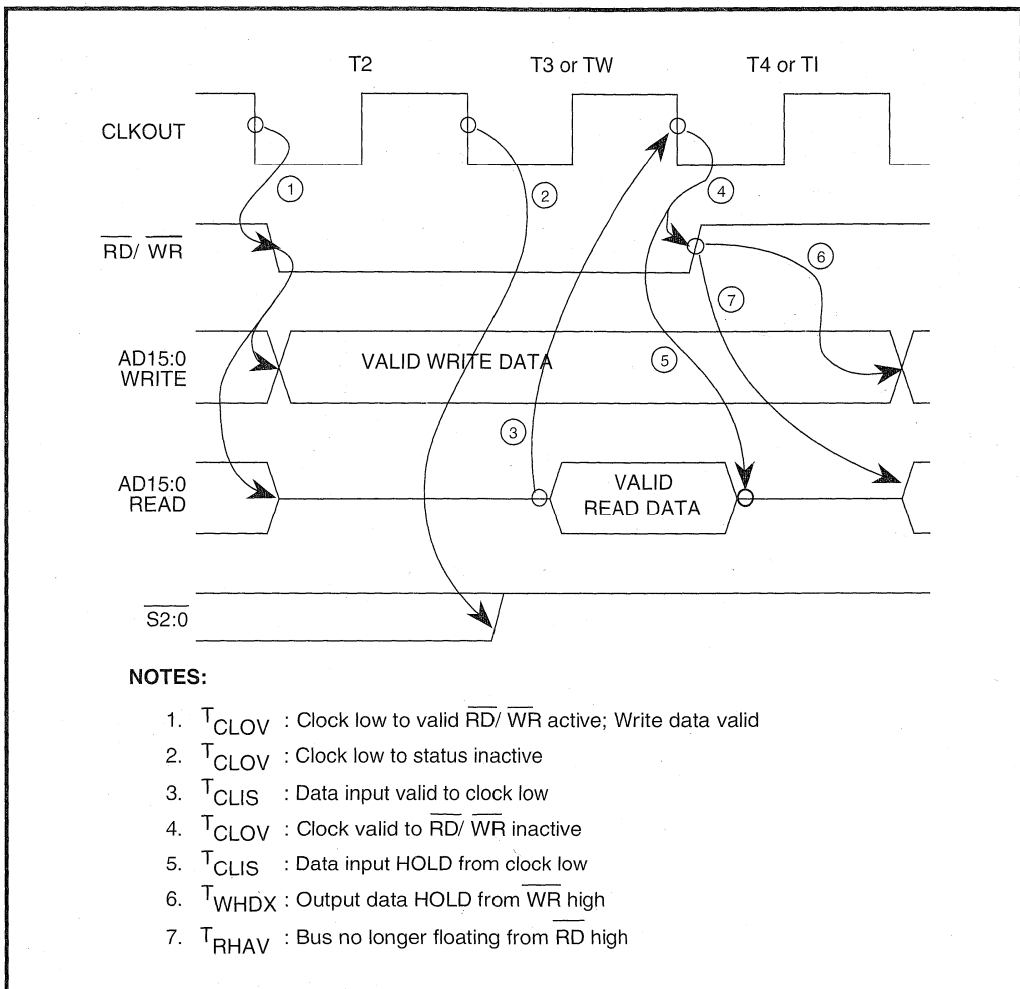 T2 T3 or TW T4 or TI
CLKOUT
1 2 4
RD/ WR
6
7
AD15:0
WRITE
VALID WRITE DATA
5
3
AD15:0
READ
VALID
READ DATA
S2:0
NOTES:
1. TCLOV : Clock low to valid RD/ WR active; Write data valid
2. TCLOV : Clock low to status inactive
3. TCLIS : Data input valid to clock low
4. TCLOV : Clock valid to RD/ WR inactive
5. TCLIS : Data input HOLD from clock low
6. TWHDX : Output data HOLD from WR high
7. TRHAV : Bus no longer floating from RD high